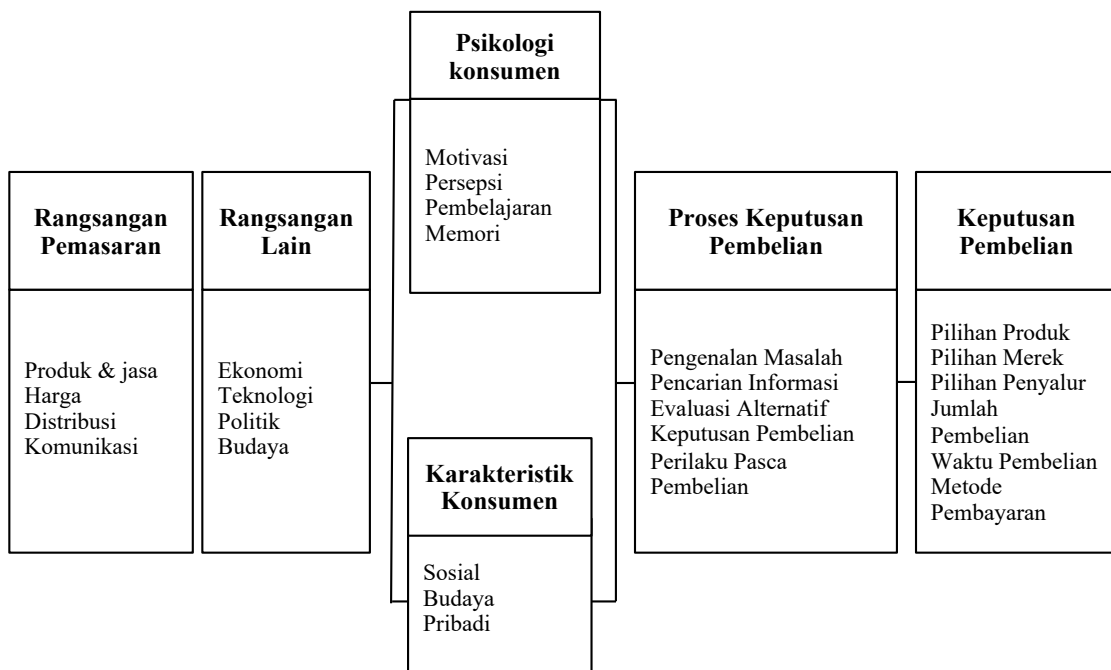 Psikologi
konsumen
Motivasi
Persepsi
Pembelajaran
Memori
Rangsangan
Pemasaran
Produk & jasa
Harga
Distribusi
Komunikasi
Rangsangan
Lain
Ekonomi
Teknologi
Politik
Budaya
Karakteristik
Konsumen
Sosial
Budaya
Pribadi
Proses Keputusan
Pembelian
Pengenalan Masalah
Pencarian Informasi
Evaluasi Alternatif
Keputusan Pembelian
Perilaku Pasca
Pembelian
Keputusan
Pembelian
Pilihan Produk
Pilihan Merek
Pilihan Penyalur
Jumlah
Pembelian
Waktu Pembelian
Metode
Pembayaran